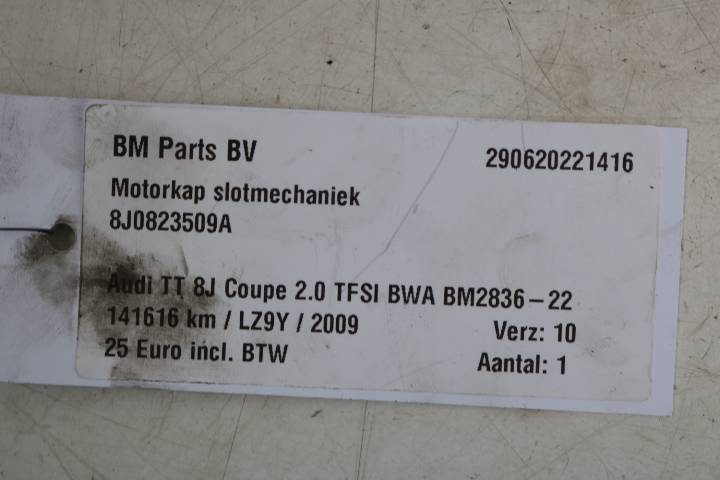 BM Parts BV 290620221416
Motorkap slotmechaniek
8J0823509A
Audi TT 8J Coupe 2.0 TFSI BWA BM2836-22
141616 km / LZ9Y / 2009 Verz: 10
25 Euro incl. BTW Aantal: 1